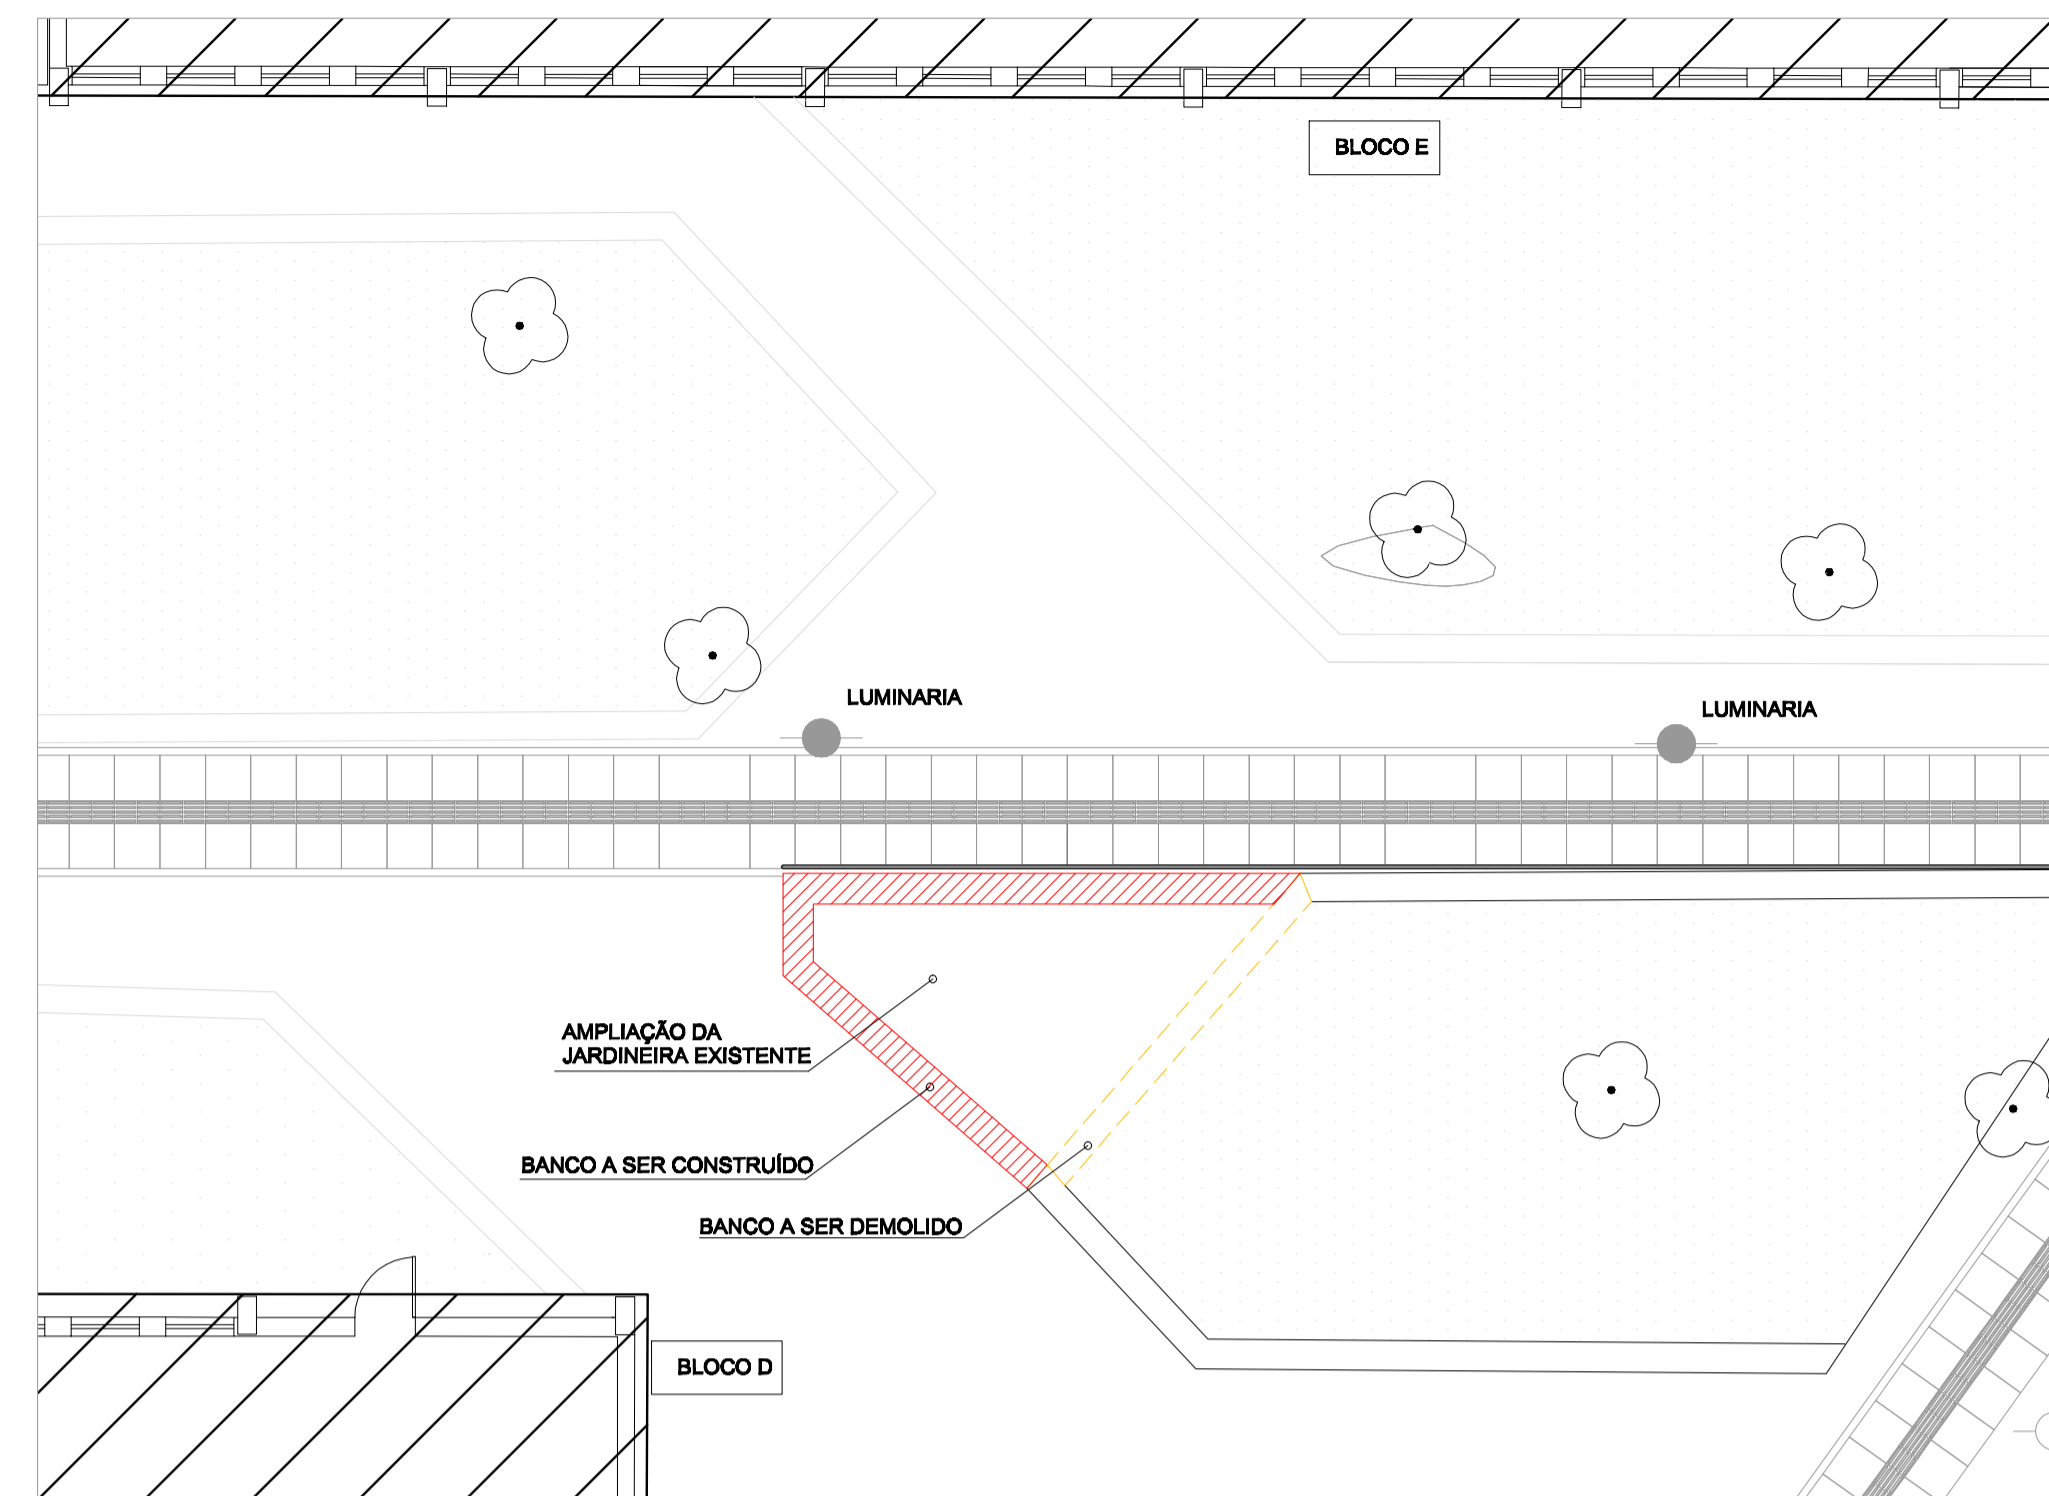 BLOCO E
LUMINARIA
LUMINARIA
AMPLIAÇÃO DA
JARDINEIRA EXISTENTE
BANCO A SER CONSTRUÍDO
BANCO A SER DEMOLIDO
BLOCO D